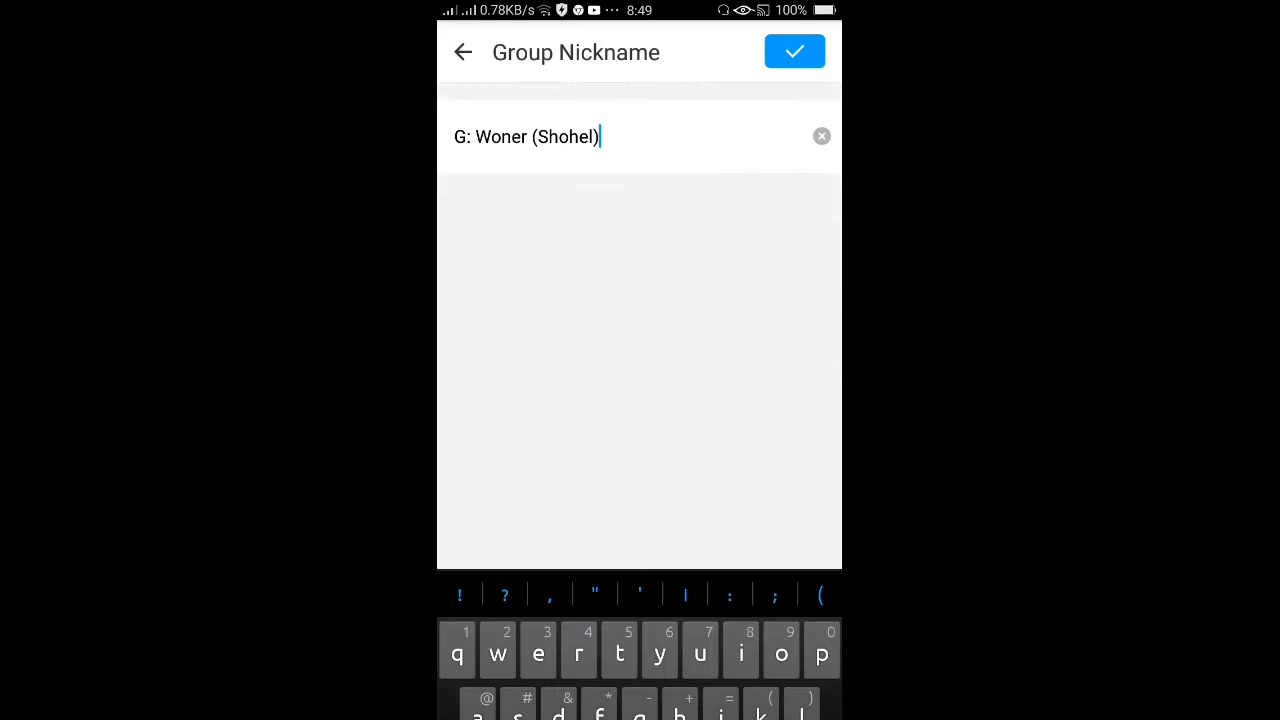 0.78KB/s ··· 8:49 100%
Group Nickname
G: Woner (Shohel)
! ? , " ' | : ; (
1 2 3 4 5 6 7 8 9 0
q w e r t y u i o p
@ # & * - + = ( )
a s d f g h j k l